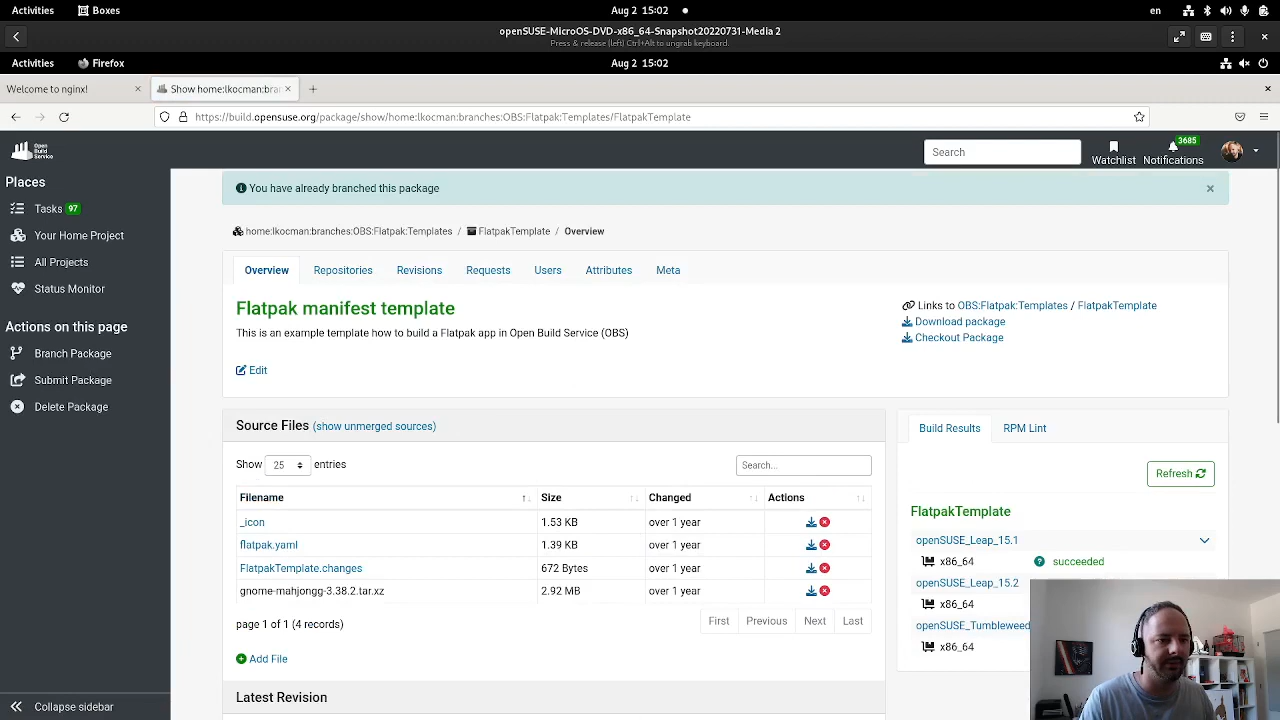 Activities Boxes Aug 2 15:02 en
openSUSE-MicroOS-DVD-x86_64-Snapshot20220731-Media 2
Press & release (left) Ctrl+Alt to ungrab keyboard.
Activities Firefox Aug 2 15:02
Welcome to nginx! × Show home:lkocman:bran × +
https://build.opensuse.org/package/show/home:lkocman:branches:OBS:Flatpak:Templates/FlatpakTemplate
Open Build Service
Search
Watchlist
3685
Notifications
Places
Tasks 97
Your Home Project
All Projects
Status Monitor
Actions on this page
Branch Package
Submit Package
Delete Package
Collapse sidebar
You have already branched this package ×
home:lkocman:branches:OBS:Flatpak:Templates / FlatpakTemplate / Overview
Overview Repositories Revisions Requests Users Attributes Meta
Flatpak manifest template
This is an example template how to build a Flatpak app in Open Build Service (OBS)
Edit
Links to OBS:Flatpak:Templates / FlatpakTemplate
Download package
Checkout Package
Source Files (show unmerged sources)
Show 25 entries Search...
Filename Size Changed Actions
_icon 1.53 KB over 1 year
flatpak.yaml 1.39 KB over 1 year
FlatpakTemplate.changes 672 Bytes over 1 year
gnome-mahjongg-3.38.2.tar.xz 2.92 MB over 1 year
page 1 of 1 (4 records) First Previous Next Last
Add File
Latest Revision
Build Results RPM Lint
Refresh
FlatpakTemplate
openSUSE_Leap_15.1
x86_64 succeeded
openSUSE_Leap_15.2
x86_64
openSUSE_Tumbleweed
x86_64